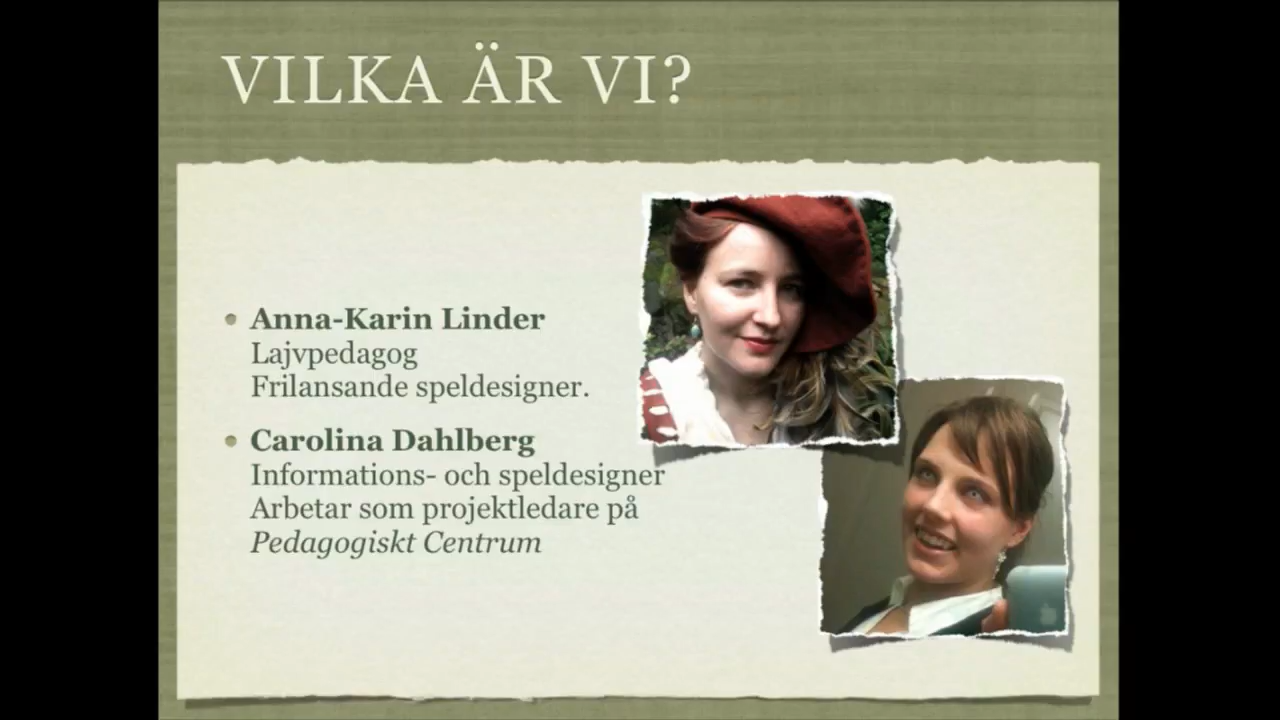 VILKA ÄR VI?
Anna-Karin Linder
Lajvpedagog
Frilansande speldesigner.
Carolina Dahlberg
Informations- och speldesigner
Arbetar som projektledare på
Pedagogiskt Centrum